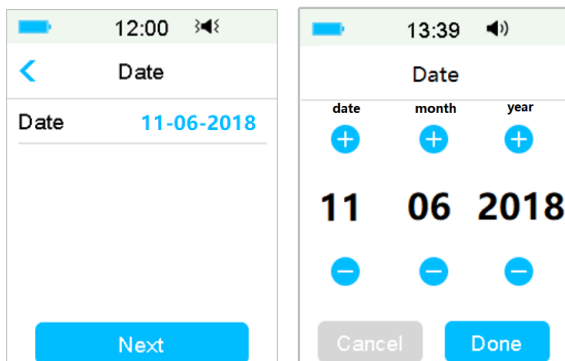 12:00
Date
Date 11-06-2018
Next
13:39
Date
date month year
11 06 2018
Cancel Done